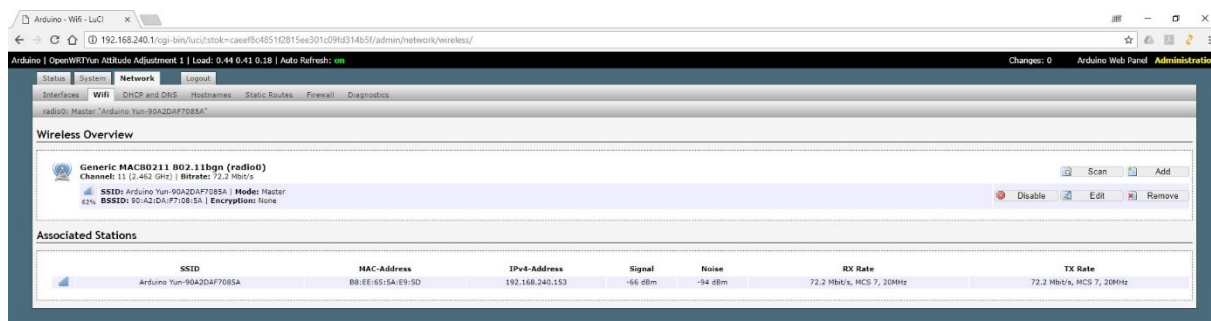 Arduino - Wifi - LuCI
192.168.240.1/cgi-bin/luci/;stok=caeef8c4851f2815ee301c09fd314b5f/admin/network/wireless/
Arduino | OpenWRTYun Attitude Adjustment 1 | Load: 0.44 0.41 0.18 | Auto Refresh: on Changes: 0 Arduino Web Panel Administratio
Status System Network Logout
Interfaces Wifi DHCP and DNS Hostnames Static Routes Firewall Diagnostics
radio0: Master "Arduino Yun-90A2DAF7085A"
Wireless Overview
Generic MAC80211 802.11bgn (radio0)
Channel: 11 (2.462 GHz) | Bitrate: 72.2 Mbit/s Scan Add
SSID: Arduino Yun-90A2DAF7085A | Mode: Master
62% BSSID: 90:A2:DA:F7:08:5A | Encryption: None Disable Edit Remove
Associated Stations
SSID MAC-Address IPv4-Address Signal Noise RX Rate TX Rate
Arduino Yun-90A2DAF7085A B8:EE:65:5A:E9:5D 192.168.240.153 -66 dBm -94 dBm 72.2 Mbit/s, MCS 7, 20MHz 72.2 Mbit/s, MCS 7, 20MHz